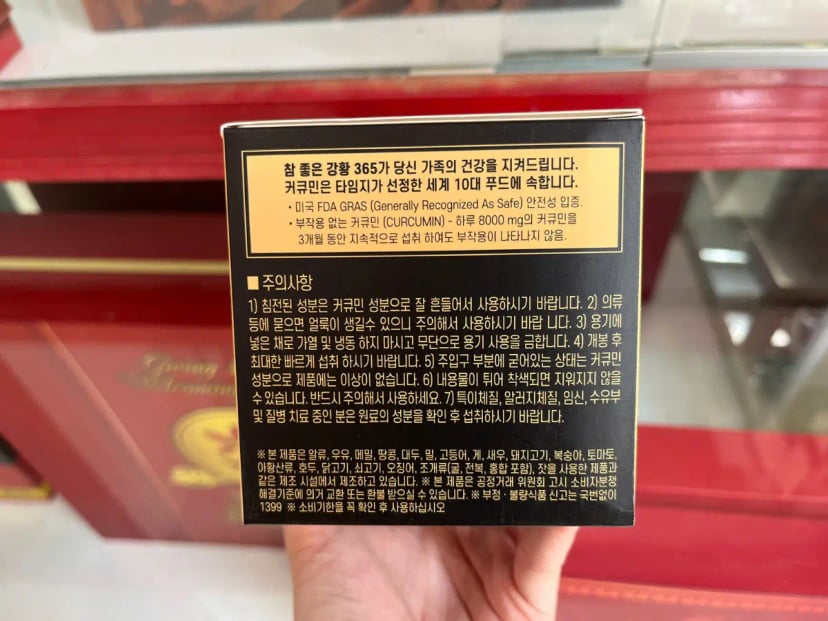 참 좋은 강황 365가 당신 가족의 건강을 지켜드립니다.
커큐민은 타임지가 선정한 세계 10대 푸드에 속합니다.
• 미국 FDA GRAS (Generally Recognized As Safe) 안전성 입증.
• 부작용 없는 커큐민 (CURCUMIN) - 하루 8000 mg의 커큐민을
3개월 동안 지속적으로 섭취 하여도 부작용이 나타나지 않음.
■ 주의사항
1) 침전된 성분은 커큐민 성분으로 잘 흔들어서 사용하시기 바랍니다. 2) 의류
등에 묻으면 얼룩이 생길수 있으니 주의해서 사용하시기 바랍 니다. 3) 용기에
넣은 채로 가열 및 냉동 하지 마시고 무단으로 용기 사용을 금합니다. 4) 개봉 후
최대한 빠르게 섭취 하시기 바랍니다. 5) 주입구 부분에 굳어있는 상태는 커큐민
성분으로 제품에는 이상이 없습니다. 6) 내용물이 튀어 착색도면 지워지지 않을
수 있습니다. 반드시 주의해서 사용하세요. 7) 특이체질, 알러지체질, 임신, 수유부
및 질병 치료 중인 분은 원료의 성분을 확인 후 섭취하시기 바랍니다.
※ 본 제품은 알류, 우유, 메밀, 땅콩, 대두, 밀, 고등어, 게, 새우, 돼지고기, 복숭아, 토마토,
아황산류, 호두, 닭고기, 쇠고기, 오징어, 조개류(굴, 전복, 홍합 포함), 잣을 사용한 제품과
같은 제조 시설에서 제조하고 있습니다. ※ 본 제품은 공정거래 위원회 고시 소비자분쟁
해결기준에 의거 교환 또는 환불 받으실 수 있습니다. ※ 부정 · 불량식품 신고는 국번없이
1399 ※ 소비기한을 꼭 확인 후 사용하십시오